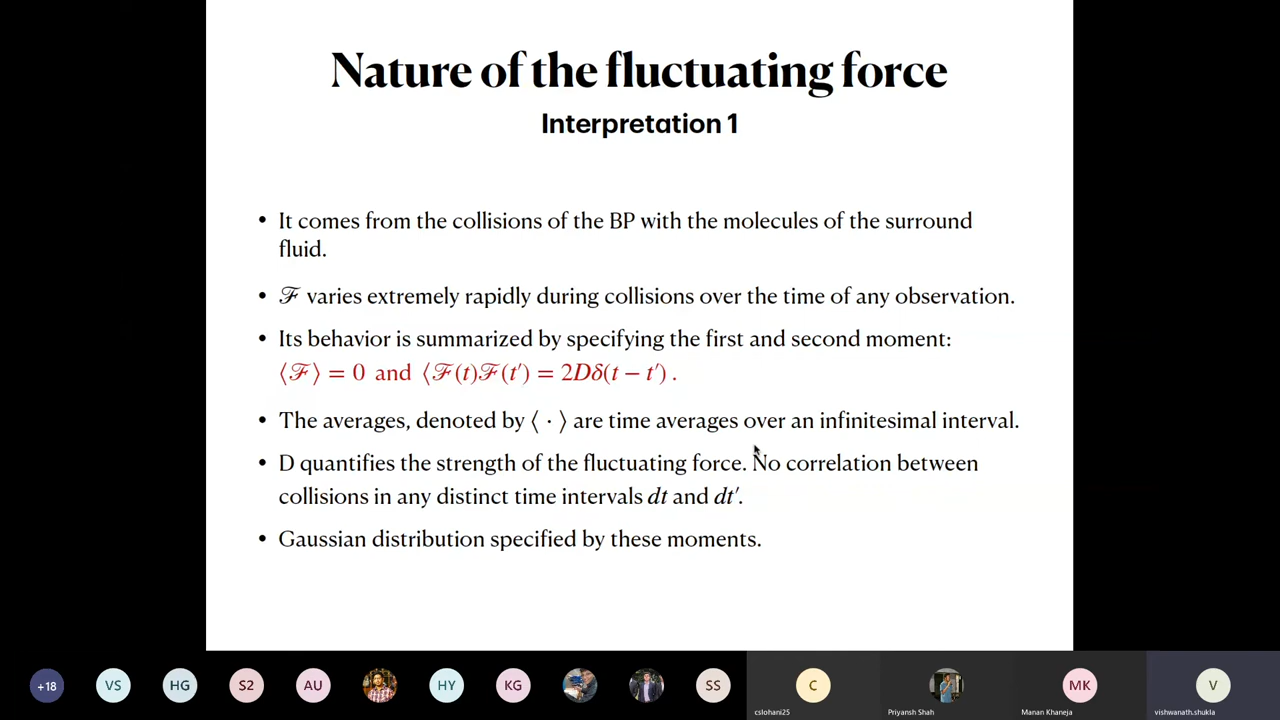 Nature of the fluctuating force
Interpretation 1
• It comes from the collisions of the BP with the molecules of the surround
fluid.
• ℱ varies extremely rapidly during collisions over the time of any observation.
• Its behavior is summarized by specifying the first and second moment:
⟨ℱ⟩ = 0 and ⟨ℱ(t)ℱ(t′) = 2Dδ(t − t′) .
• The averages, denoted by ⟨ · ⟩ are time averages over an infinitesimal interval.
• D quantifies the strength of the fluctuating force. No correlation between
collisions in any distinct time intervals dt and dt′.
• Gaussian distribution specified by these moments.
+18 VS HG S2 AU HY KG SS C MK V
cslohani25 Priyansh Shah Manan Khaneja vishwanath.shukla